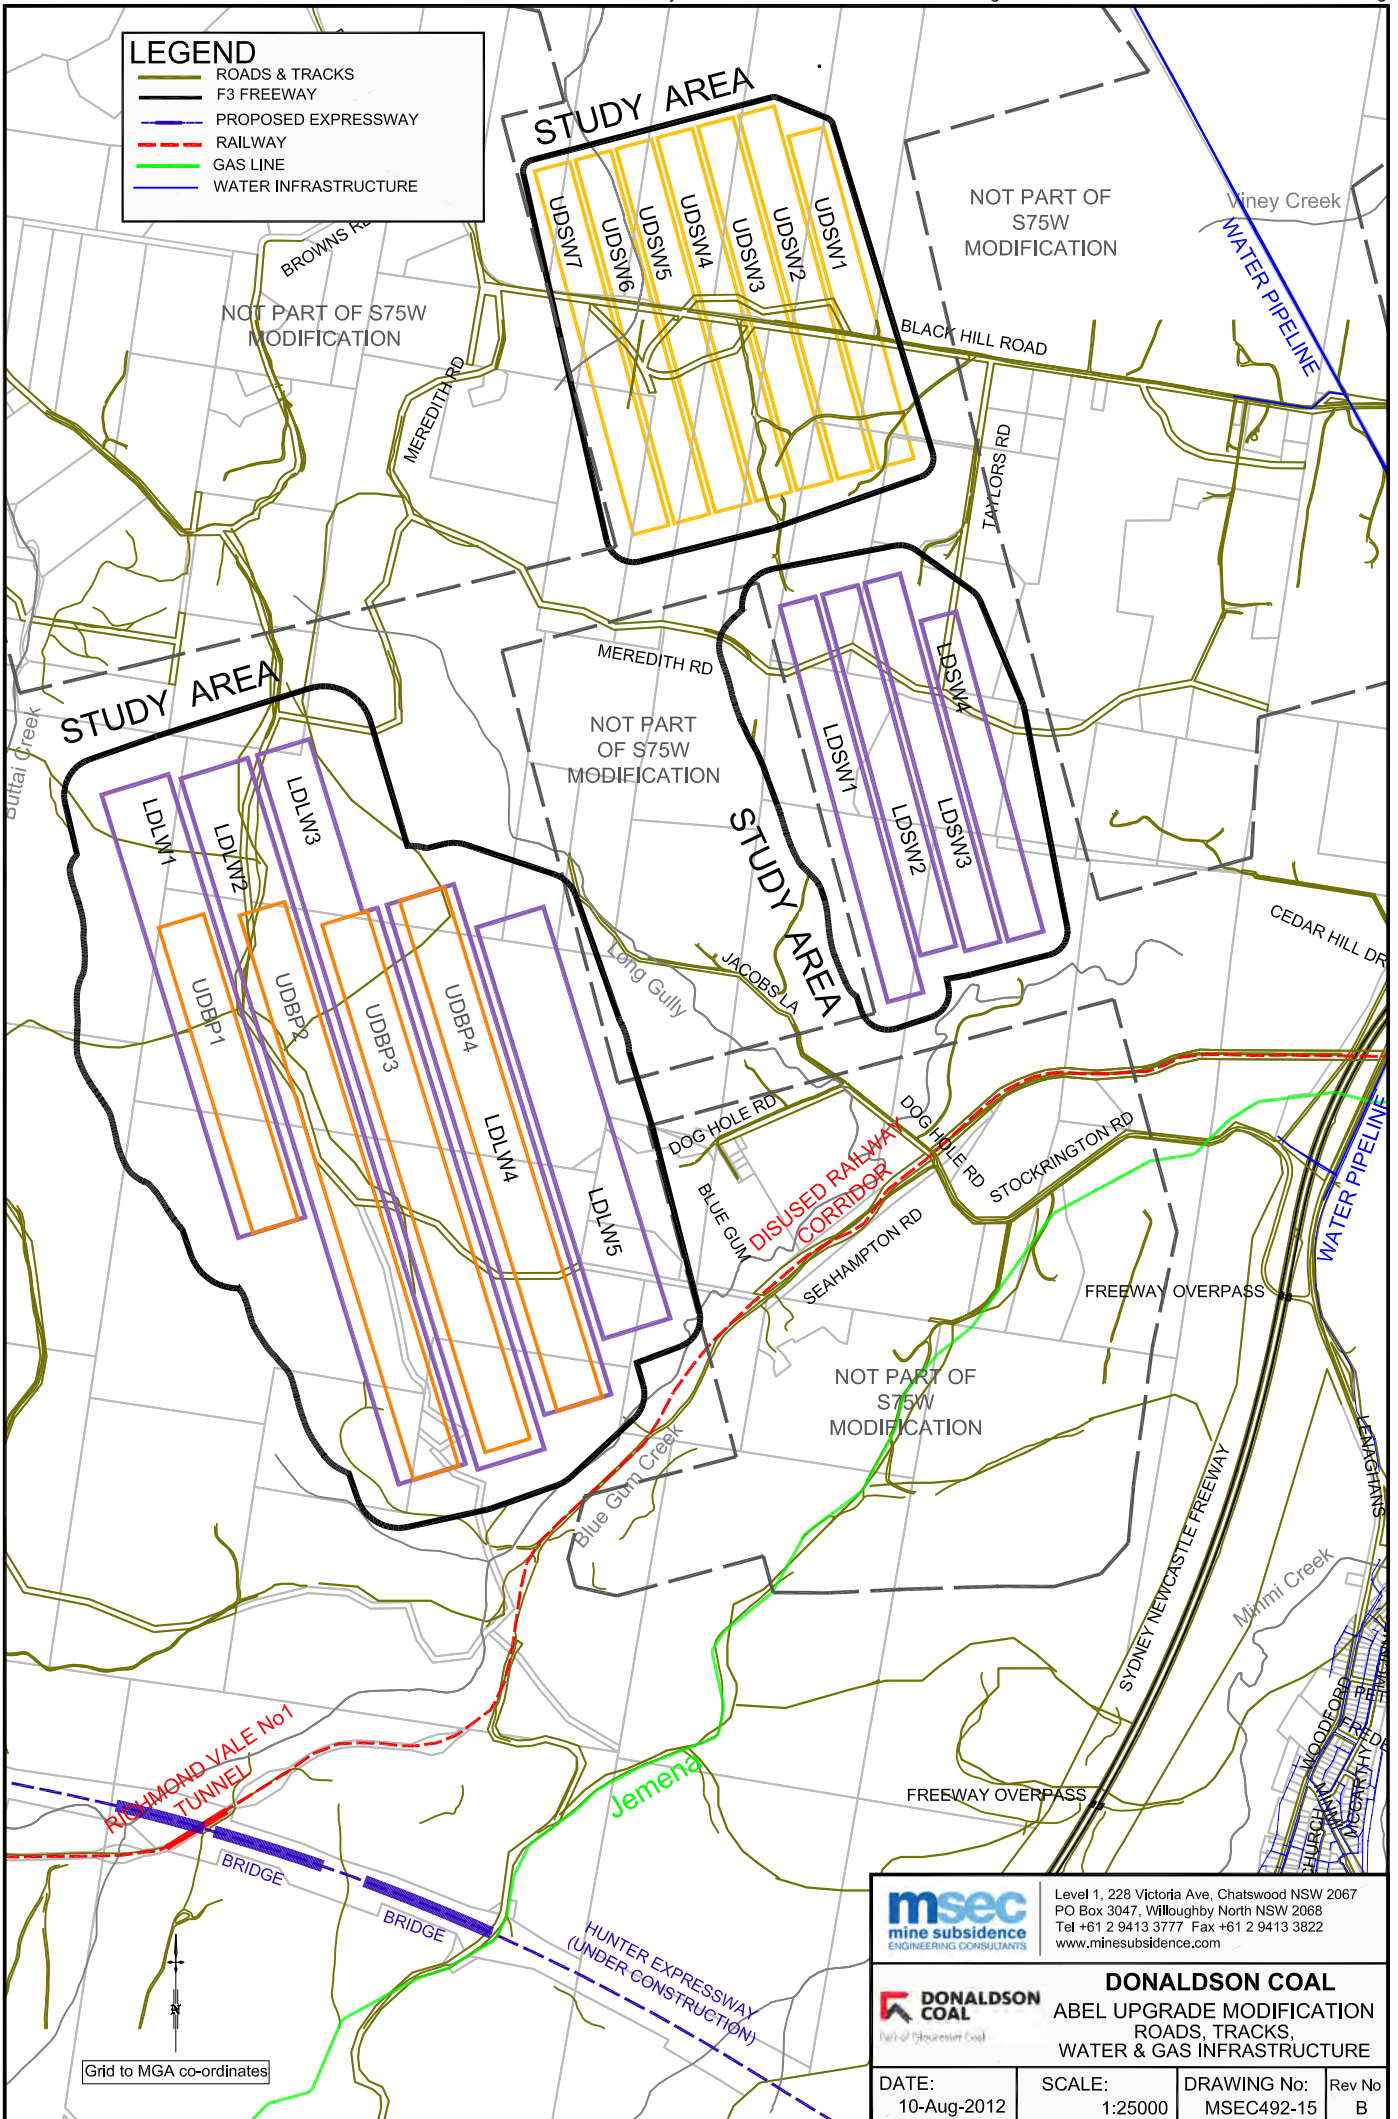 LEGEND
ROADS & TRACKS
F3 FREEWAY
PROPOSED EXPRESSWAY
RAILWAY
GAS LINE
WATER INFRASTRUCTURE
STUDY AREA
UDSW7
UDSW6
UDSW5
UDSW4
UDSW3
UDSW2
UDSW1
NOT PART OF
S75W
MODIFICATION
Viney Creek
WATER PIPELINE
BROWNS RD
NOT PART OF S75W
MODIFICATION
BLACK HILL ROAD
MEREDITH RD
TAYLORS RD
MEREDITH RD
STUDY AREA
Buttai Creek
NOT PART
OF S75W
MODIFICATION
LDSW1
LDSW2
LDSW3
LDSW4
STUDY AREA
LDLW1
LDLW2
LDLW3
UDBP1
UDBP2
UDBP3
UDBP4
LDLW4
LDLW5
CEDAR HILL DR
Long Gully
JACOBS LA
DOG HOLE RD
DOG HOLE RD
STOCKRINGTON RD
BLUE GUM
DISUSED RAILWAY
CORRIDOR
SEAHAMPTON RD
WATER PIPELINE
FREEWAY OVERPASS
NOT PART OF
S75W
MODIFICATION
Blue Gum Creek
SYDNEY NEWCASTLE FREEWAY
LENAGHANS
Minmi Creek
WOODFORD
CHURCH
MINMI
MCCARTHY
RICHMOND VALE No1
TUNNEL
Jemena
FREEWAY OVERPASS
BRIDGE
BRIDGE
HUNTER EXPRESSWAY
(UNDER CONSTRUCTION)
N
Grid to MGA co-ordinates
msec
mine subsidence
ENGINEERING CONSULTANTS
Level 1, 228 Victoria Ave, Chatswood NSW 2067
PO Box 3047, Willoughby North NSW 2068
Tel +61 2 9413 3777 Fax +61 2 9413 3822
www.minesubsidence.com
DONALDSON
COAL
Part of Gloucester Coal
DONALDSON COAL
ABEL UPGRADE MODIFICATION
ROADS, TRACKS,
WATER & GAS INFRASTRUCTURE
DATE:
10-Aug-2012
SCALE:
1:25000
DRAWING No:
MSEC492-15
Rev No
B